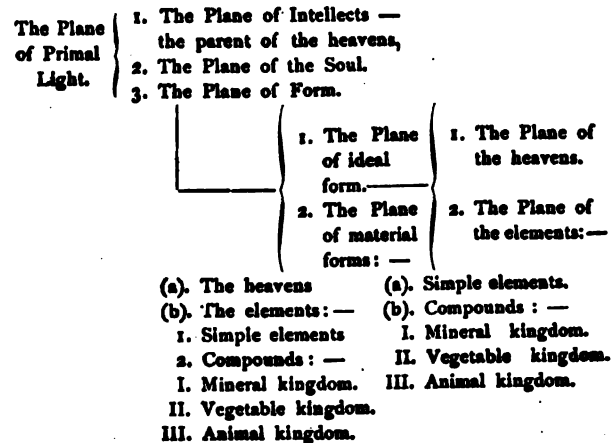 The Plane
of Primal
Light.
1. The Plane of Intellects —
the parent of the heavens,
2. The Plane of the Soul.
3. The Plane of Form.
1. The Plane
of ideal
form.—
2. The Plane
of material
forms: —
1. The Plane of
the heavens.
2. The Plane of
the elements:—
(a). The heavens
(b). The elements: —
1. Simple elements
2. Compounds: —
I. Mineral kingdom.
II. Vegetable kingdom.
III. Animal kingdom.
(a). Simple elements.
(b). Compounds : —
I. Mineral kingdom.
II. Vegetable kingdom.
III. Animal kingdom.